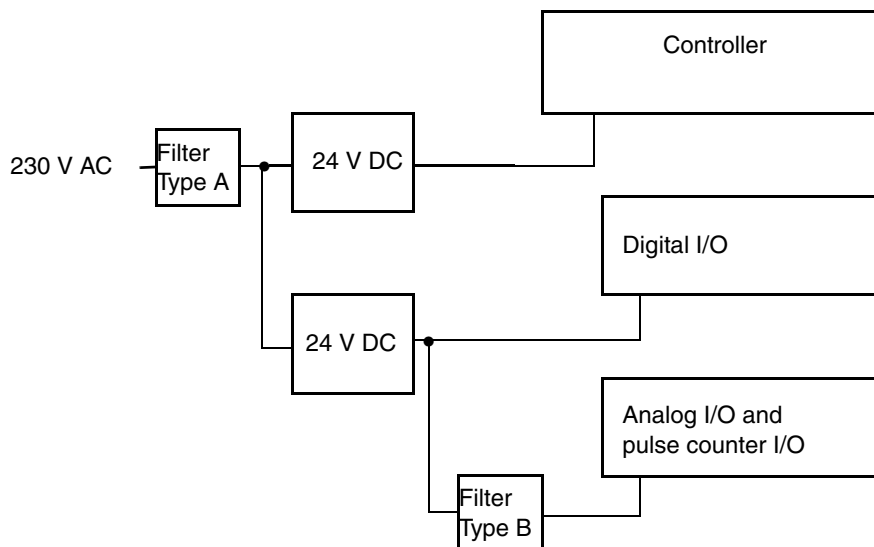 Controller
230 V AC
Filter
Type A
24 V DC
Digital I/O
24 V DC
Analog I/O and
pulse counter I/O
Filter
Type B